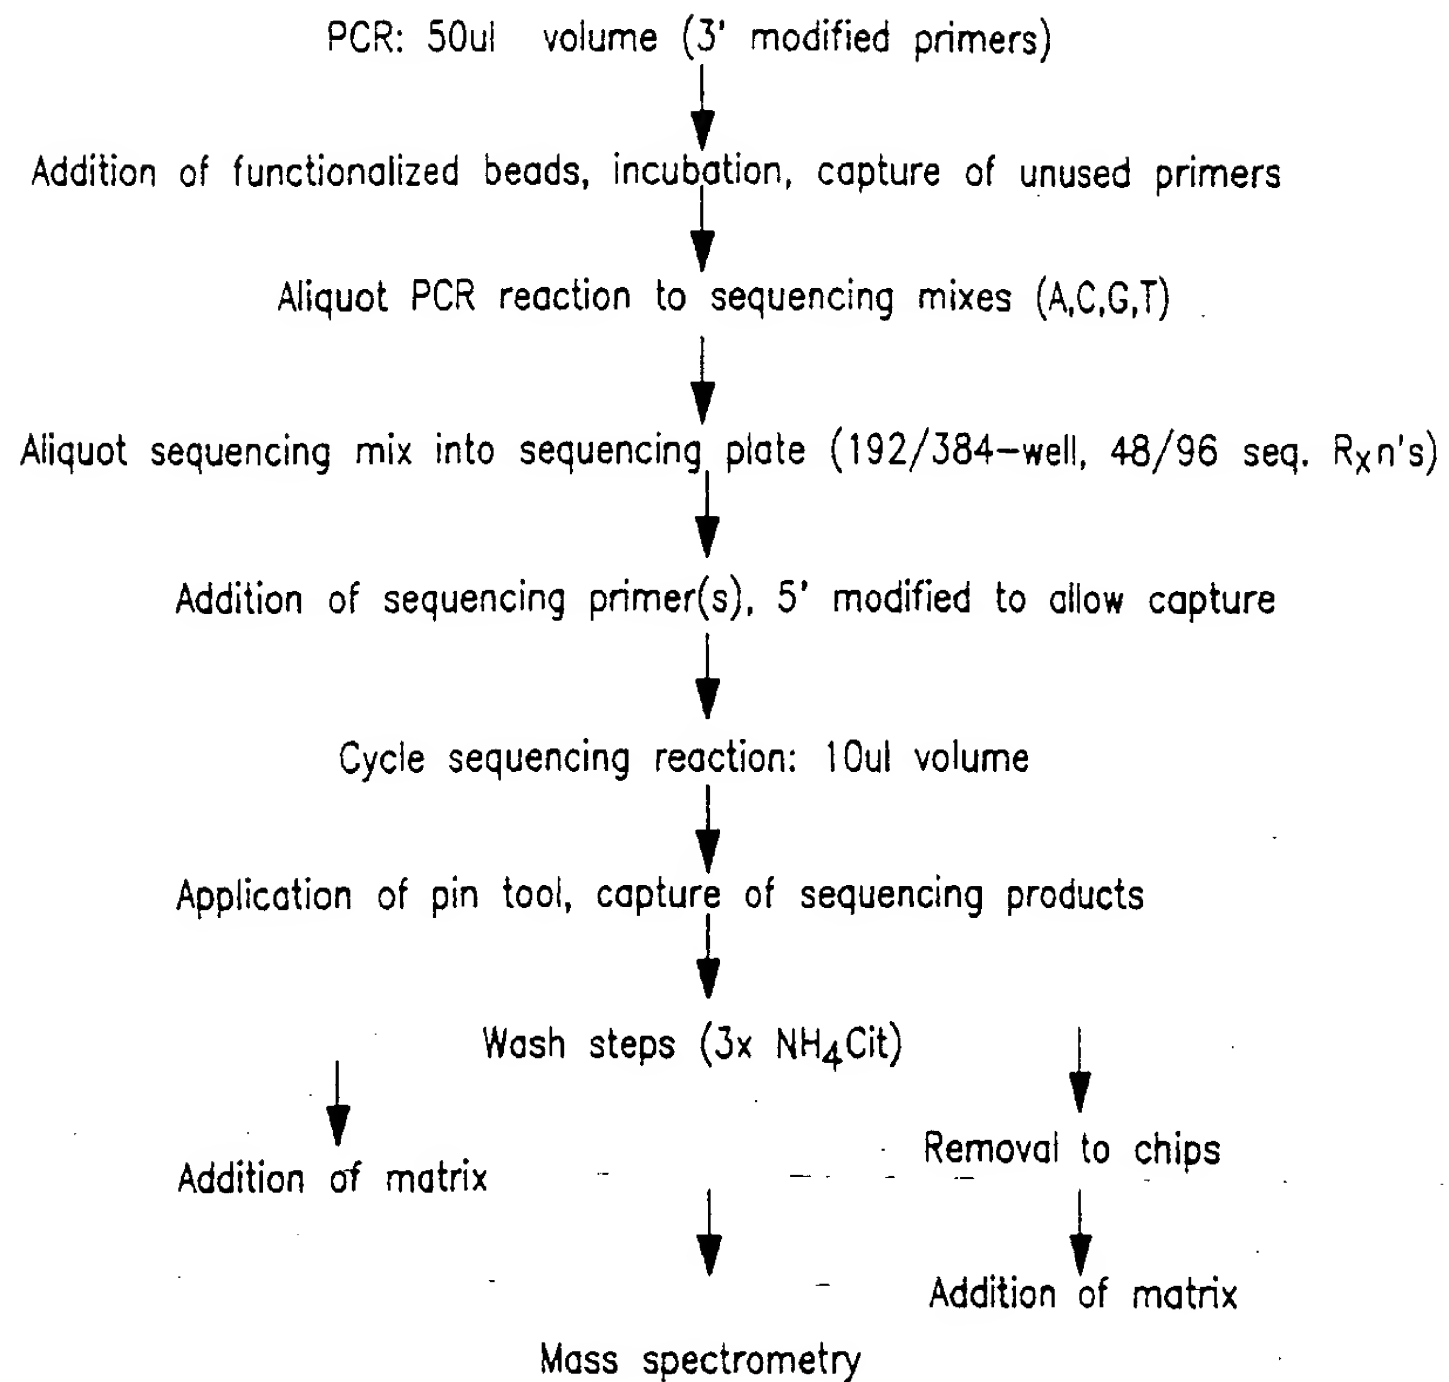 PCR: 50ul volume (3' modified primers)
Addition of functionalized beads, incubation, capture of unused primers
Aliquot PCR reaction to sequencing mixes (A,C,G,T)
Aliquot sequencing mix into sequencing plate (192/384-well, 48/96 seq. RXn's)
Addition of sequencing primer(s), 5' modified to allow capture
Cycle sequencing reaction: 10ul volume
Application of pin tool, capture of sequencing products
Wash steps (3x NH4Cit)
Removal to chips
Addition of matrix
Addition of matrix
Mass spectrometry